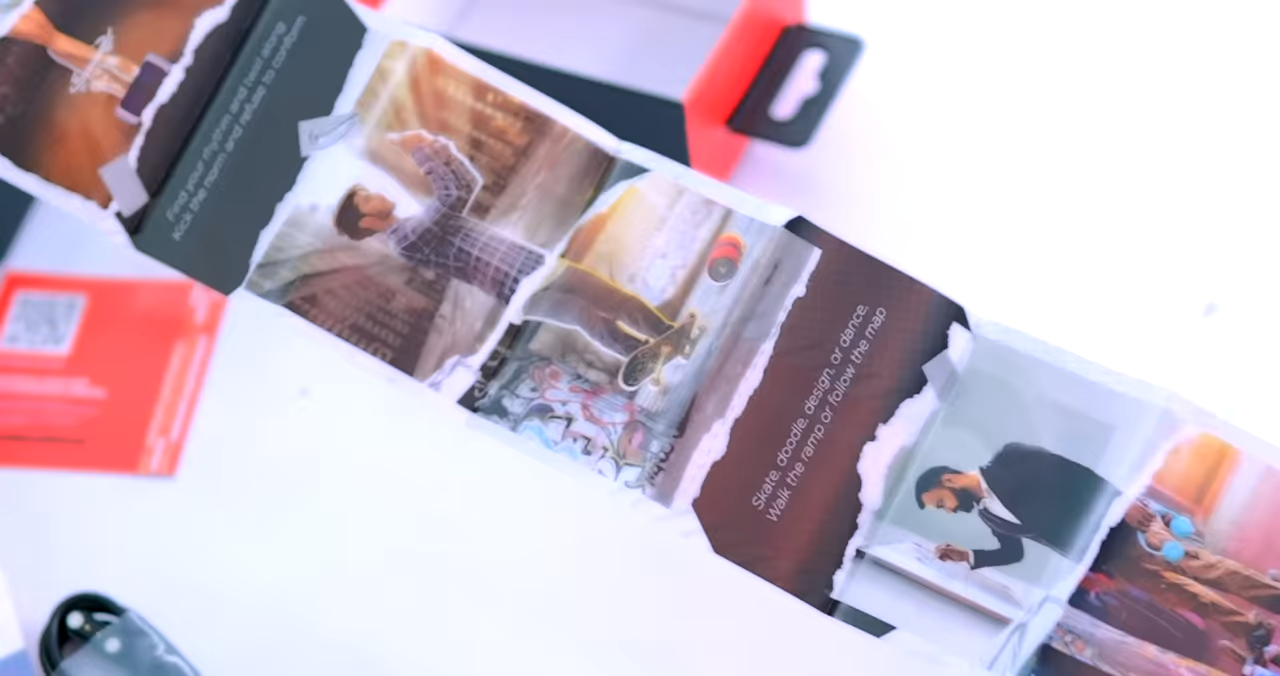 Find your rhythm and bend along
Kick the norm and refuse to conform
Skate, doodle, design, or dance,
Walk the ramp or follow the map